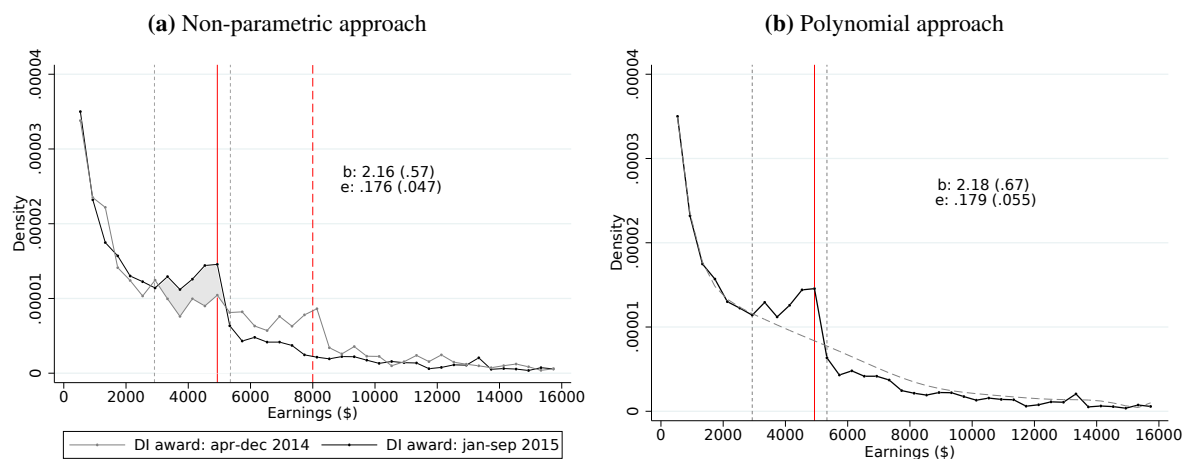 (a) Non-parametric approach
.00004
.00003
.00002
.00001
0
Density
b: 2.16 (.57)
e: .176 (.047)
0 2000 4000 6000 8000 10000 12000 14000 16000
Earnings ($)
DI award: apr-dec 2014 DI award: jan-sep 2015
(b) Polynomial approach
.00004
.00003
.00002
.00001
0
Density
b: 2.18 (.67)
e: .179 (.055)
0 2000 4000 6000 8000 10000 12000 14000 16000
Earnings ($)